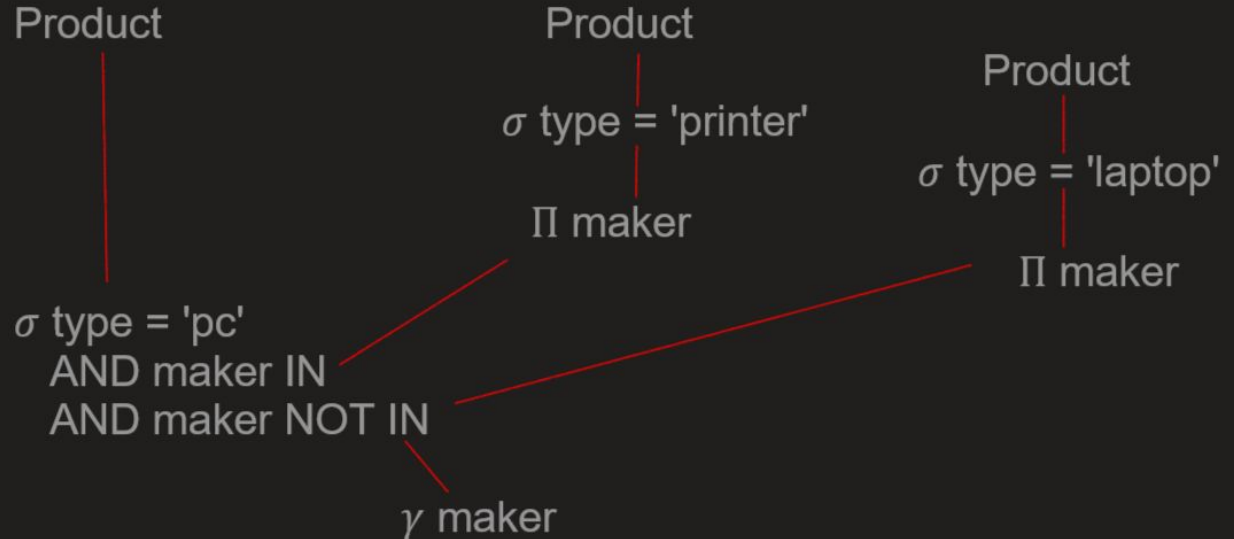 Product
Product
Product
σ type = 'printer'
σ type = 'laptop'
Π maker
Π maker
σ type = 'pc'
AND maker IN
AND maker NOT IN
γ maker